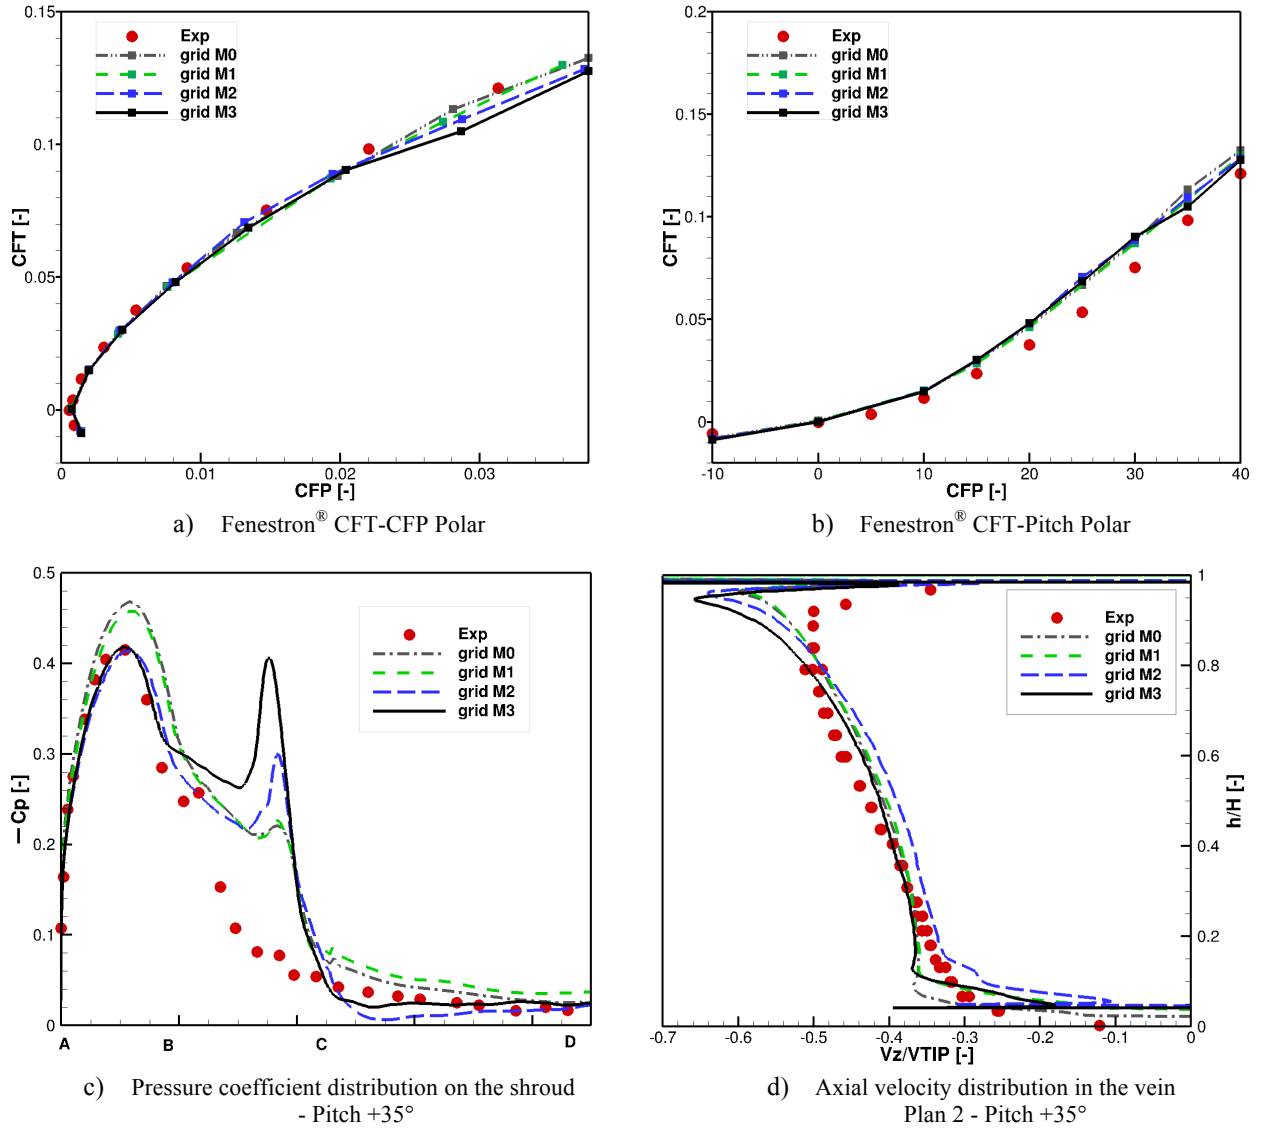 0.15
0.1
0.05
0
CFT [-]
Exp
grid M0
grid M1
grid M2
grid M3
0
0.01
0.02
0.03
CFP [-]
a) Fenestron® CFT-CFP Polar
0.2
0.15
0.1
0.05
0
CFT [-]
Exp
grid M0
grid M1
grid M2
grid M3
-10
0
10
20
30
40
CFP [-]
b) Fenestron® CFT-Pitch Polar
0.5
0.4
0.3
0.2
0.1
0
— Cp [-]
Exp
grid M0
grid M1
grid M2
grid M3
A
B
C
D
c) Pressure coefficient distribution on the shroud
- Pitch +35°
1
0.8
0.6
0.4
0.2
0
h/H [-]
Exp
grid M0
grid M1
grid M2
grid M3
-0.7
-0.6
-0.5
-0.4
-0.3
-0.2
-0.1
0
Vz/VTIP [-]
d) Axial velocity distribution in the vein
Plan 2 - Pitch +35°